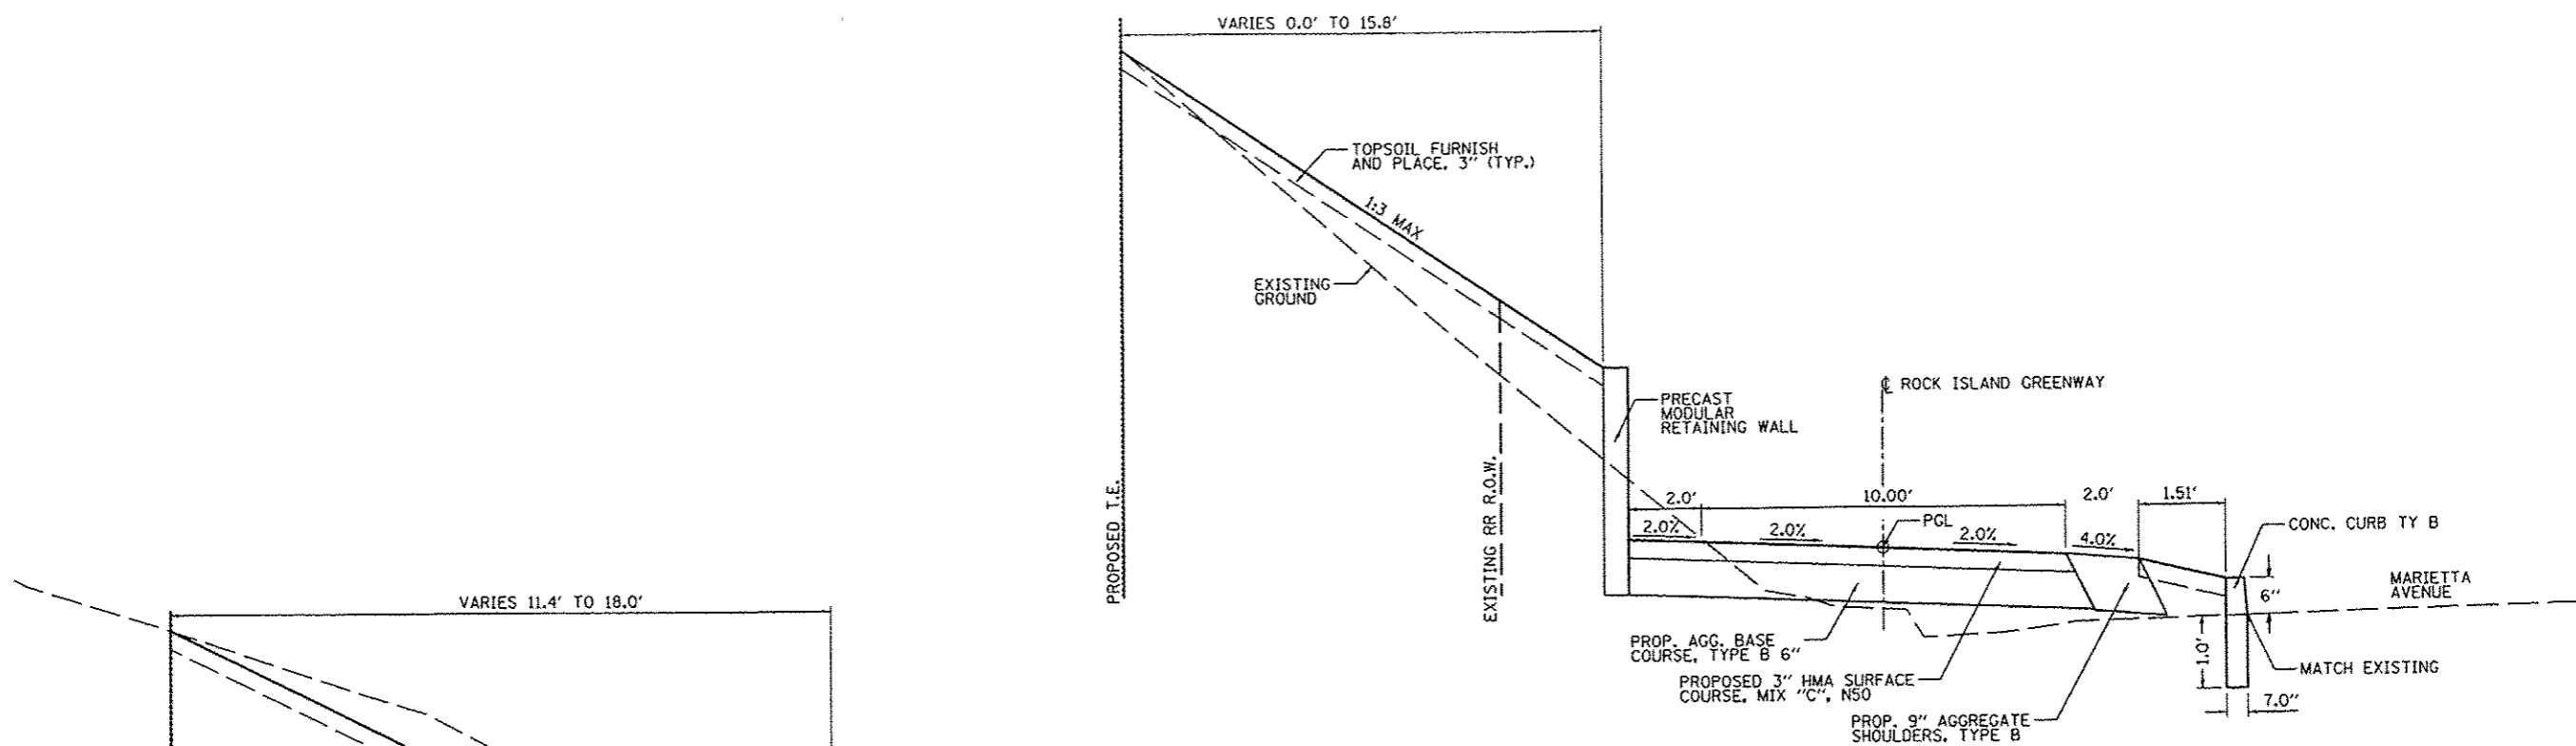 VARIES 0.0' TO 15.8'
TOPSOIL FURNISH
AND PLACE, 3" (TYP.)
1:3 MAX
EXISTING
GROUND
℄ ROCK ISLAND GREENWAY
PRECAST
MODULAR
RETAINING WALL
PROPOSED T.E.
EXISTING RR R.O.W.
2.0'
10.00'
2.0'
1.51'
PGL
CONC. CURB TY B
2.0%
2.0%
2.0%
4.0%
MARIETTA
AVENUE
6"
VARIES 11.4' TO 18.0'
PROP. AGG. BASE
COURSE, TYPE B 6"
1.0'
MATCH EXISTING
PROPOSED 3" HMA SURFACE
COURSE, MIX "C", N50
7.0"
PROP. 9" AGGREGATE
SHOULDERS, TYPE B